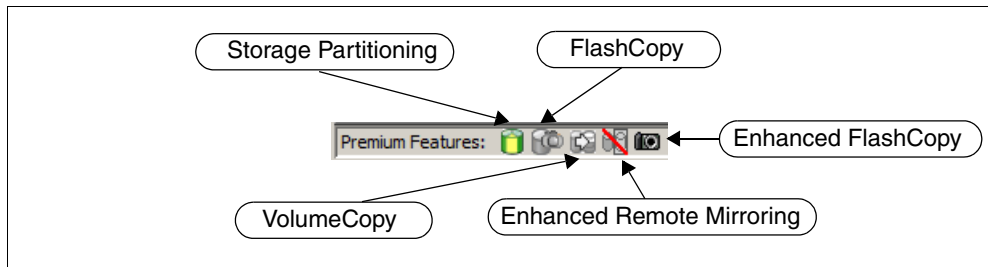 Storage Partitioning
FlashCopy
Premium Features:
Enhanced FlashCopy
VolumeCopy
Enhanced Remote Mirroring